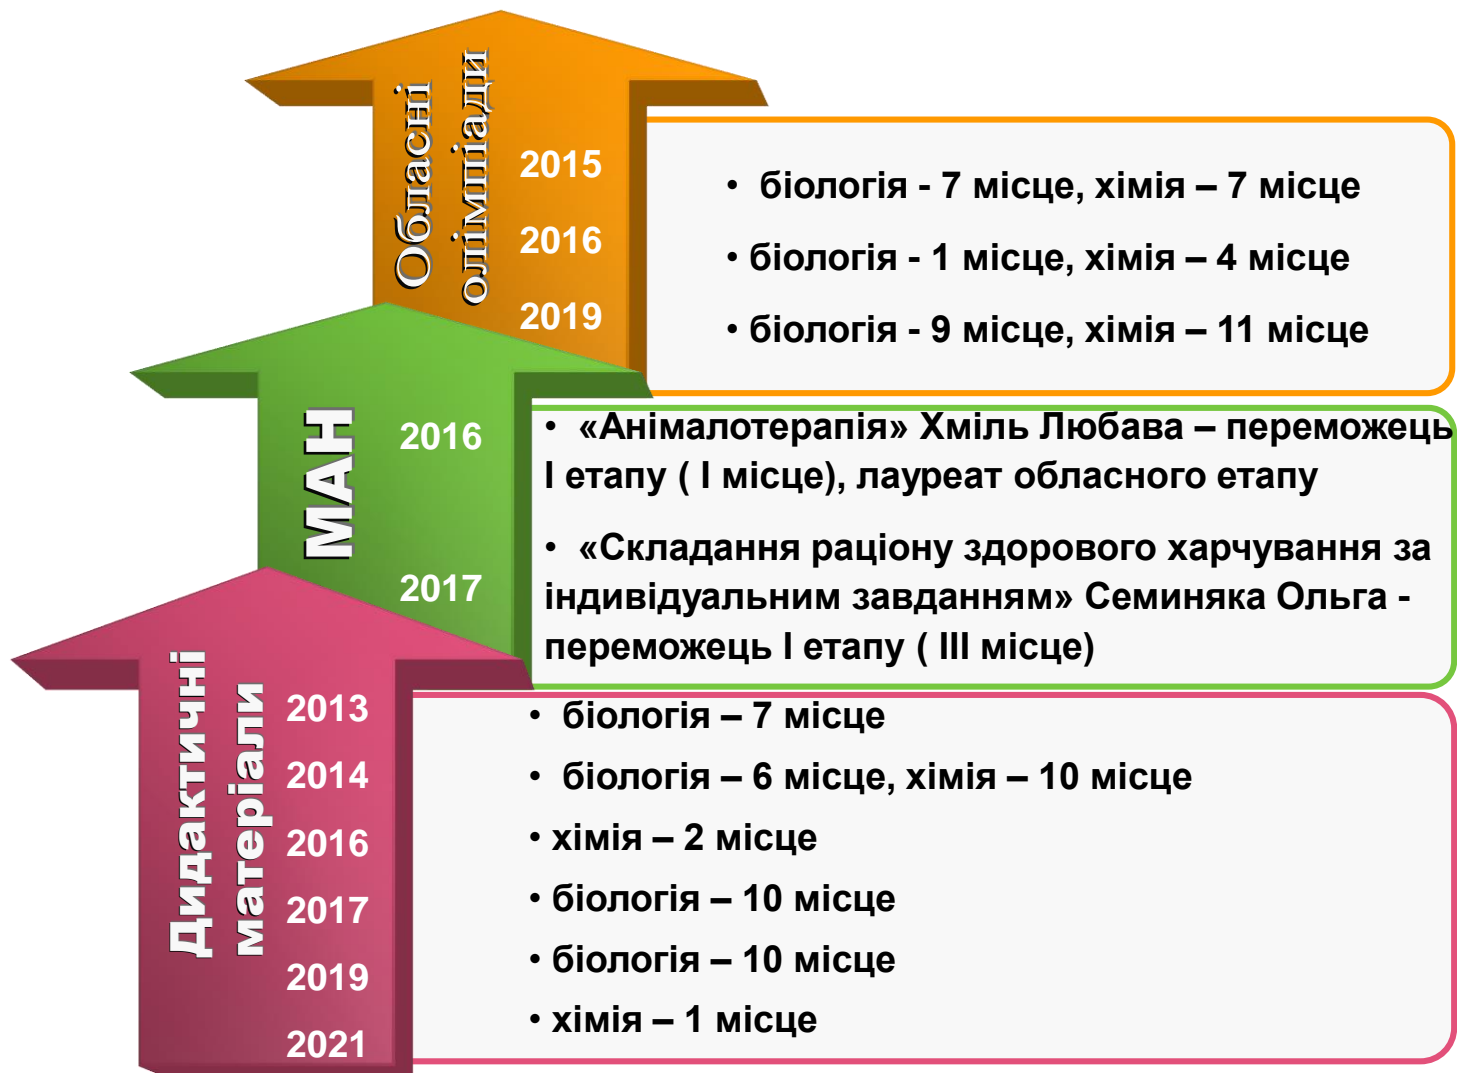 Обласні
олімпіади
2015
2016
2019
• біологія - 7 місце, хімія – 7 місце
• біологія - 1 місце, хімія – 4 місце
• біологія - 9 місце, хімія – 11 місце
МАН
2016
2017
• «Анімалотерапія» Хміль Любава – переможець
І етапу ( І місце), лауреат обласного етапу
• «Складання раціону здорового харчування за
індивідуальним завданням» Семиняка Ольга -
переможець І етапу ( ІІІ місце)
Дидактичні
матеріали
2013
2014
2016
2017
2019
2021
• біологія – 7 місце
• біологія – 6 місце, хімія – 10 місце
• хімія – 2 місце
• біологія – 10 місце
• біологія – 10 місце
• хімія – 1 місце